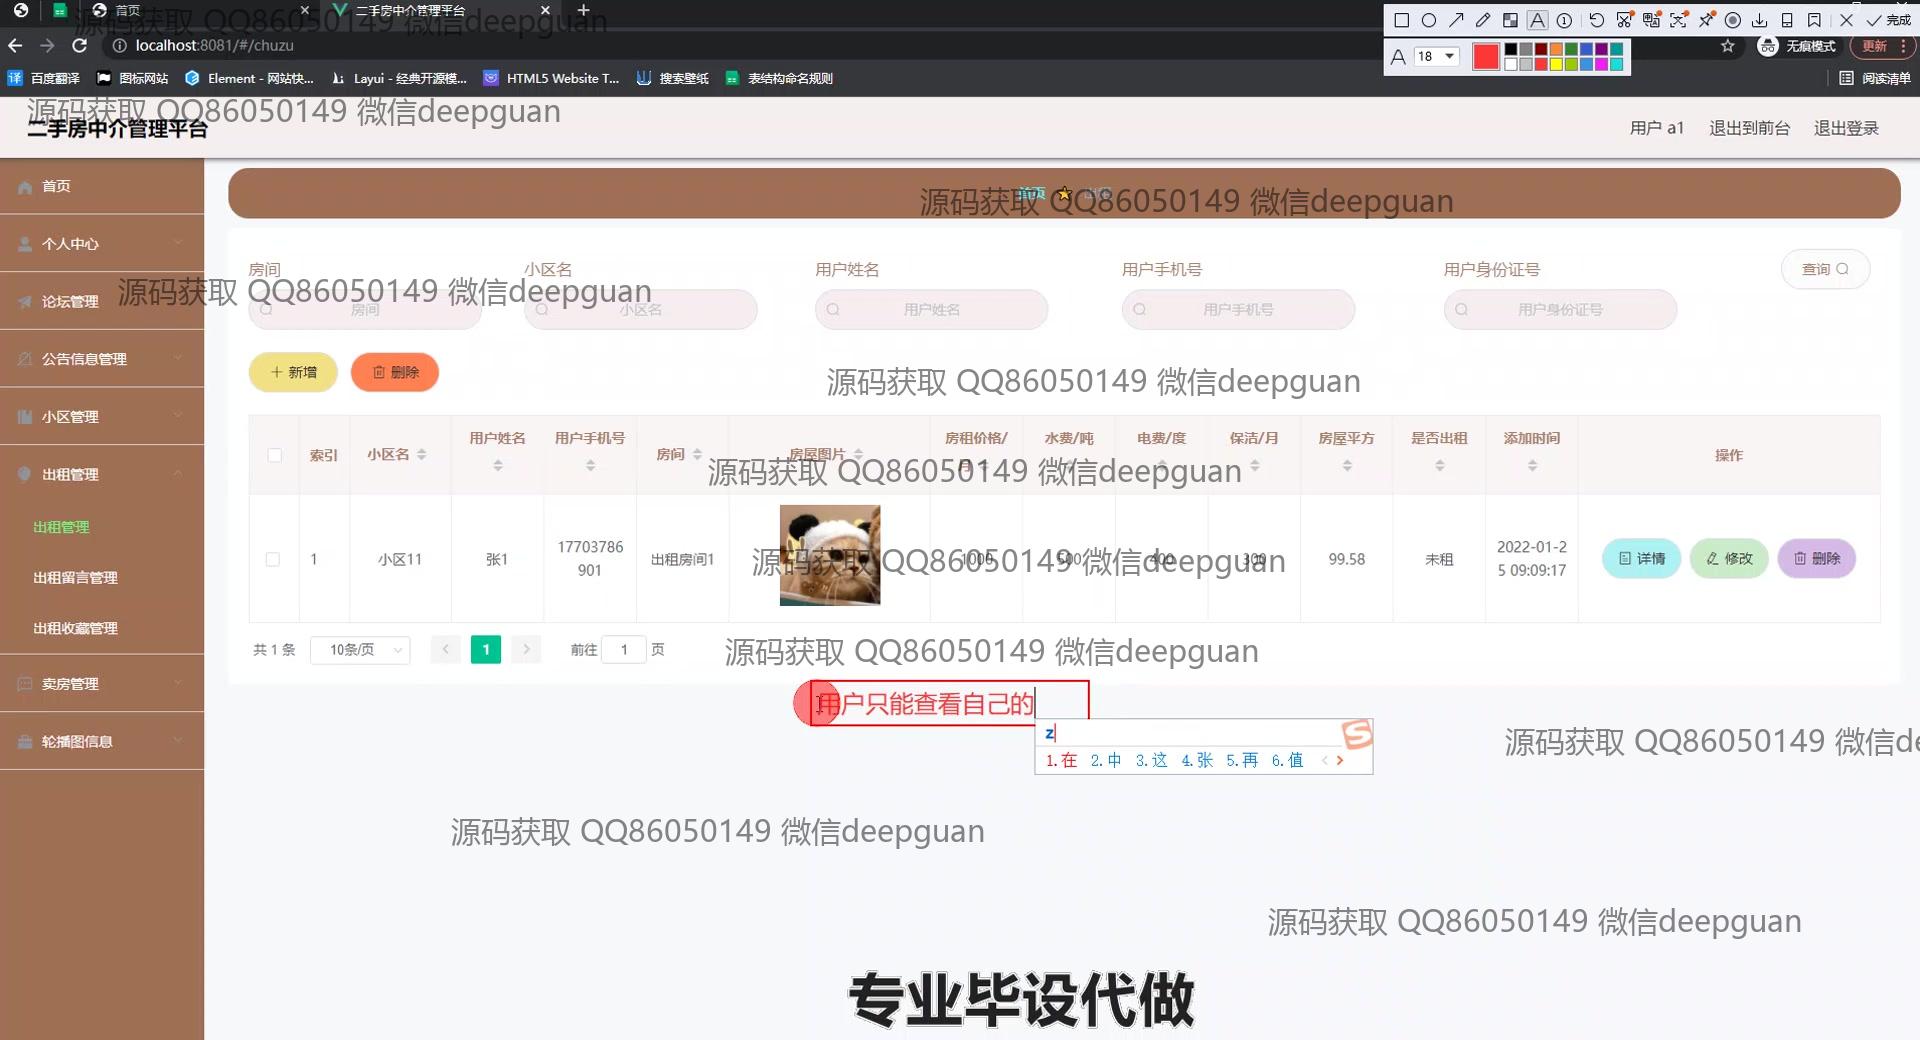 首页
二手房中介管理平台
源码获取 QQ86050149 微信deepguan
18
完成
localhost:8081/#/chuzu
无痕模式
更新
百度翻译
图标网站
Element - 网站快...
Layui - 经典开源模...
HTML5 Website T...
搜索壁纸
表结构命名规则
阅读清单
源码获取 QQ86050149 微信deepguan
二手房中介管理平台
用户 a1
退出到前台
退出登录
首页
个人中心
论坛管理
公告信息管理
小区管理
出租管理
出租管理
出租留言管理
出租收藏管理
卖房管理
轮播图信息
首页
源码获取 QQ86050149 微信deepguan
房间
小区名
用户姓名
用户手机号
用户身份证号
查询
源码获取 QQ86050149 微信deepguan
房间
小区名
用户姓名
用户手机号
用户身份证号
新增
删除
源码获取 QQ86050149 微信deepguan
索引
小区名
用户姓名
用户手机号
房间
房屋图片
房租价格/
月
水费/吨
电费/度
保洁/月
房屋平方
是否出租
添加时间
操作
源码获取 QQ86050149 微信deepguan
1
小区11
张1
17703786
901
出租房间1
1000
500
400
300
99.58
未租
2022-01-2
5 09:09:17
详情
修改
删除
源码获取 QQ86050149 微信deepguan
共 1 条
10条/页
1
前往
1
页
源码获取 QQ86050149 微信deepguan
用户只能查看自己的
z
1.在 2.中 3.这 4.张 5.再 6.值
源码获取 QQ86050149 微信de
源码获取 QQ86050149 微信deepguan
源码获取 QQ86050149 微信deepguan
专业毕设代做